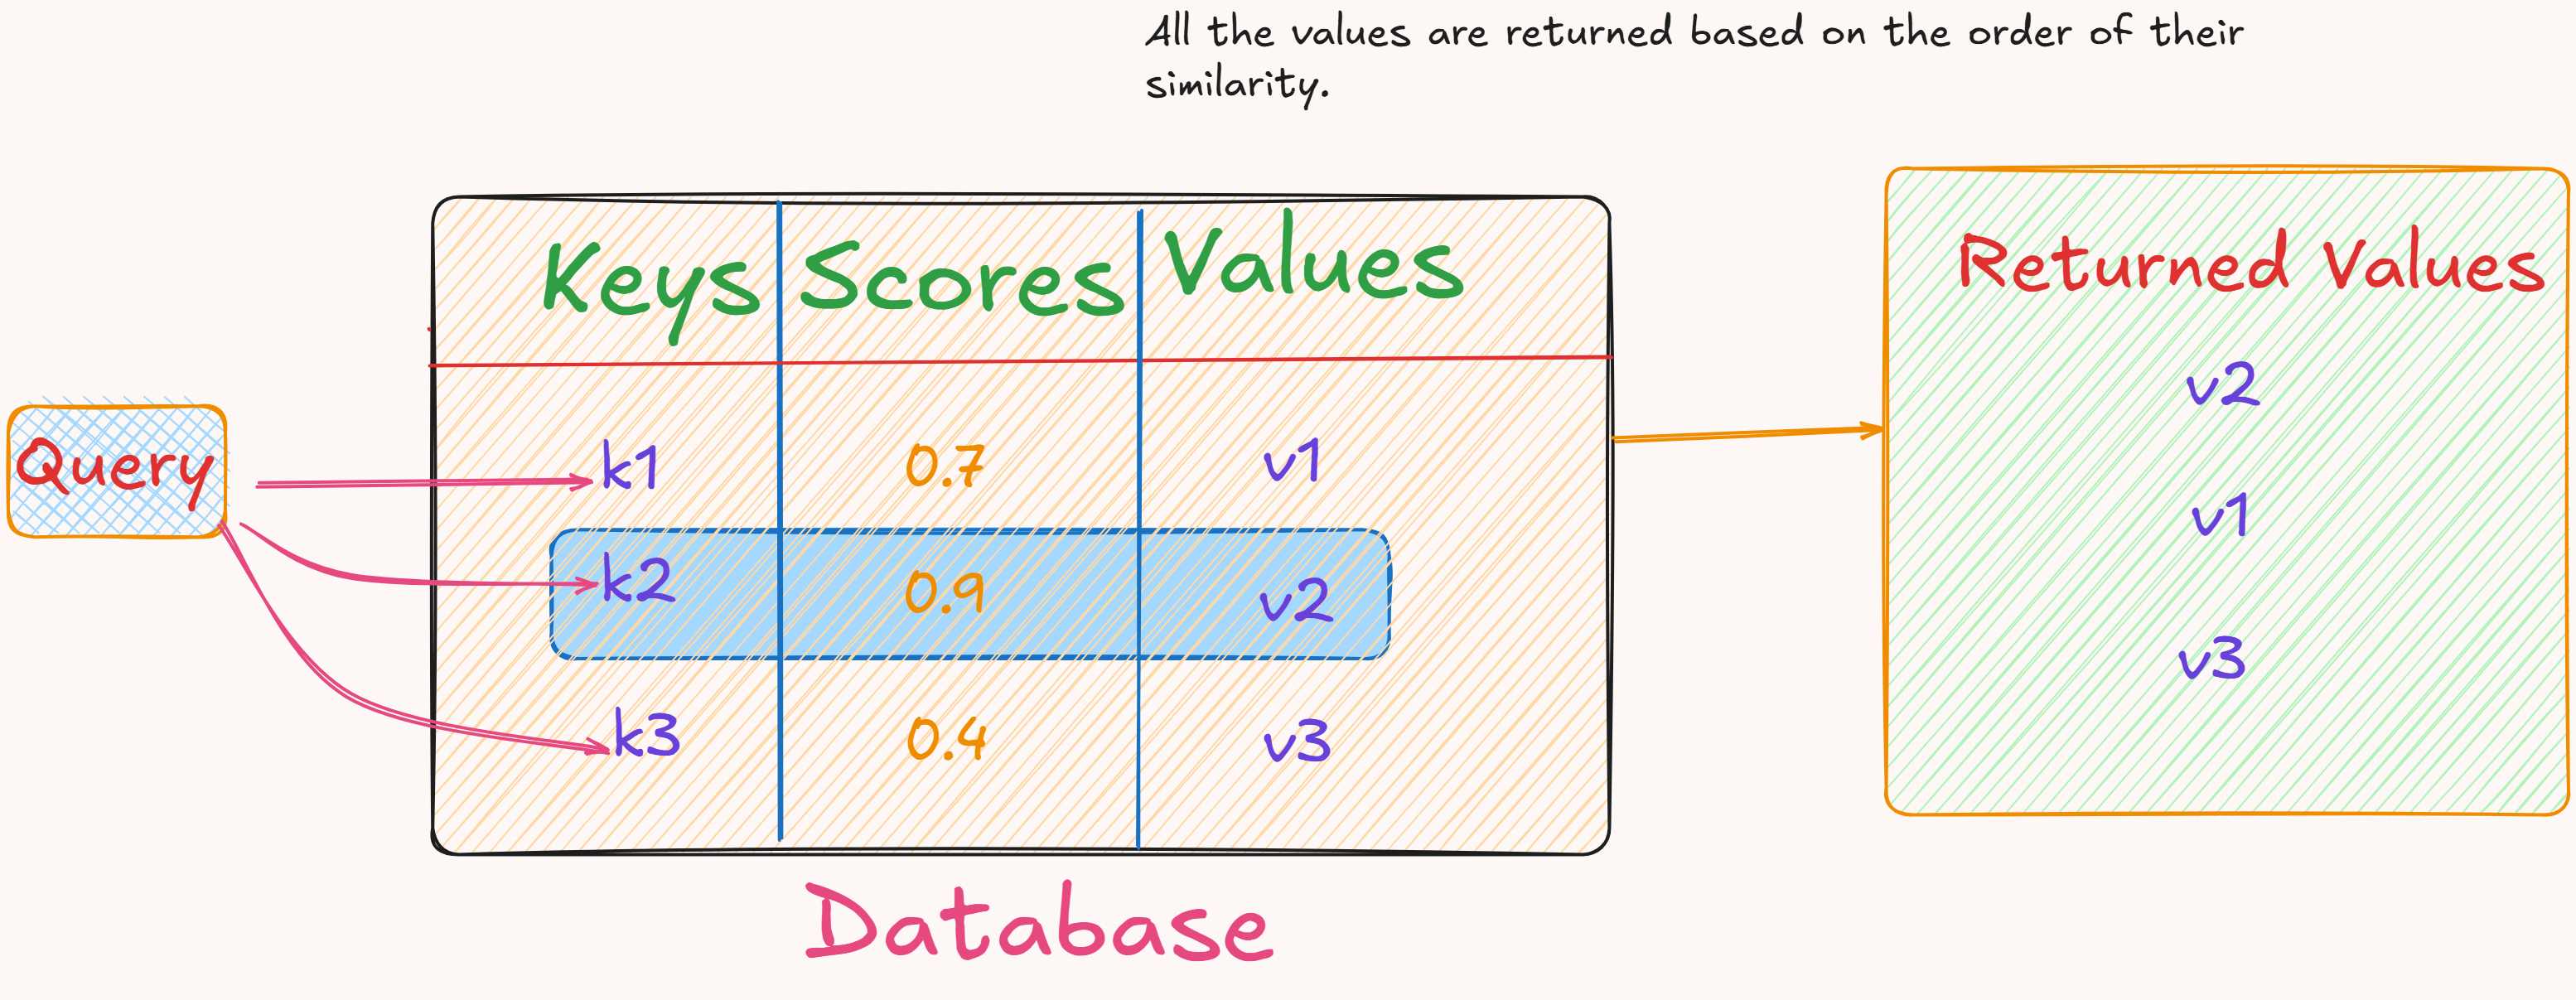 All the values are returned based on the order of their
similarity.
Keys Scores Values
Returned Values
Query
k1 0.7 v1
k2 0.9 v2
k3 0.4 v3
v2
v1
v3
Database